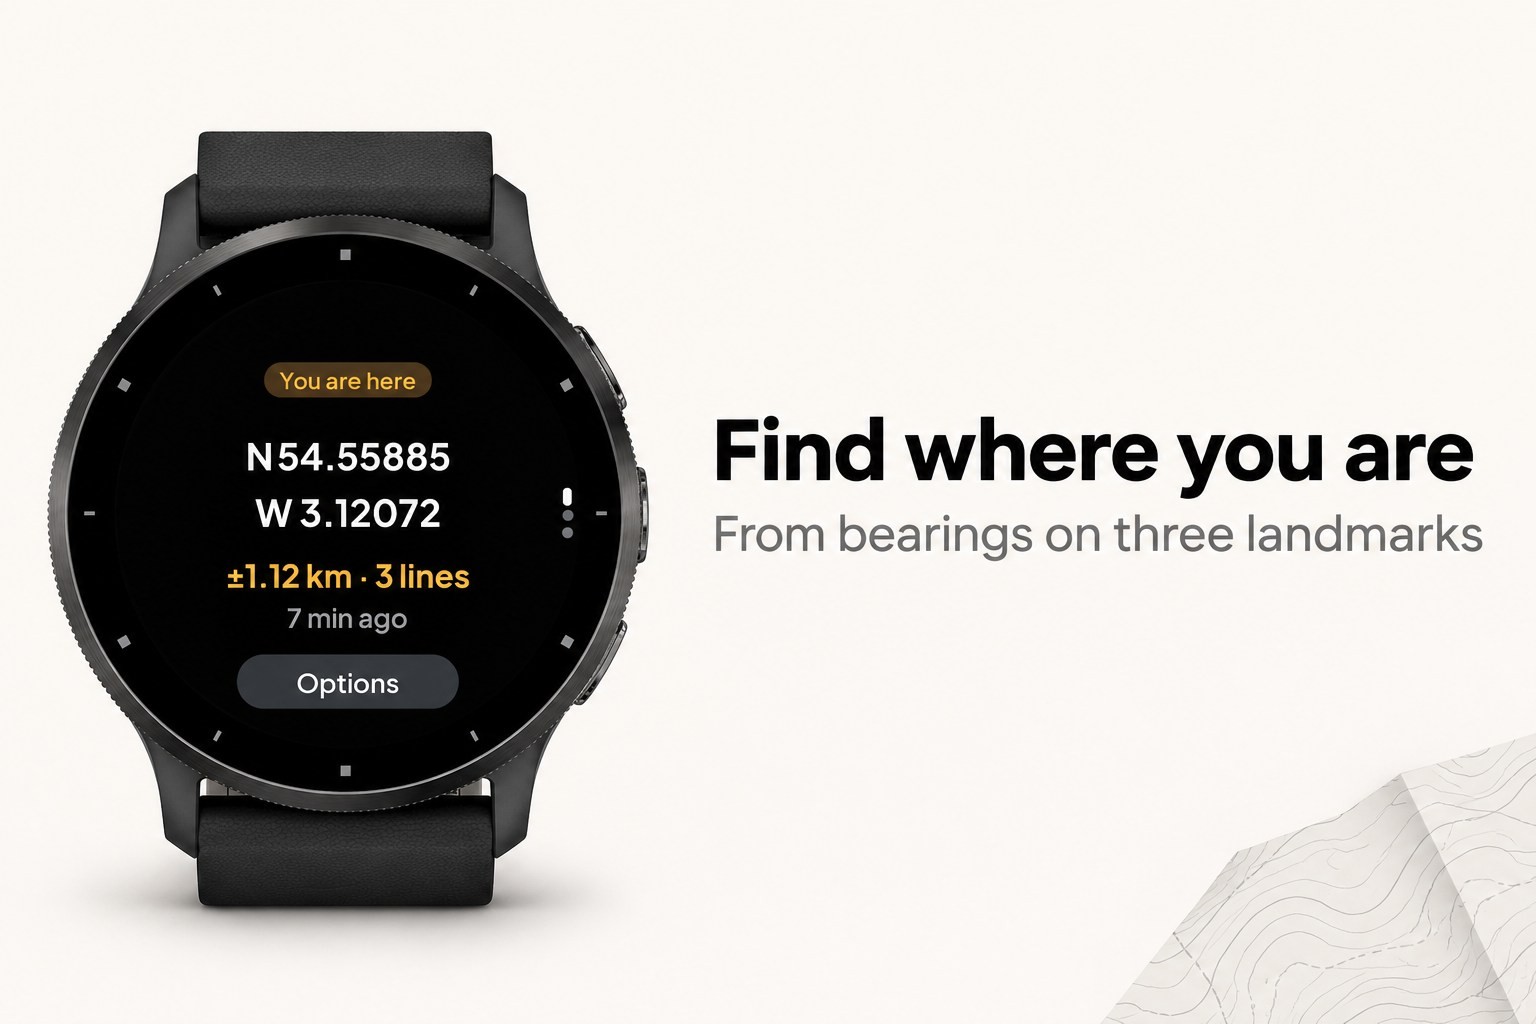 You are here
N 54.55885
W 3.12072
±1.12 km · 3 lines
7 min ago
Options
Find where you are
From bearings on three landmarks